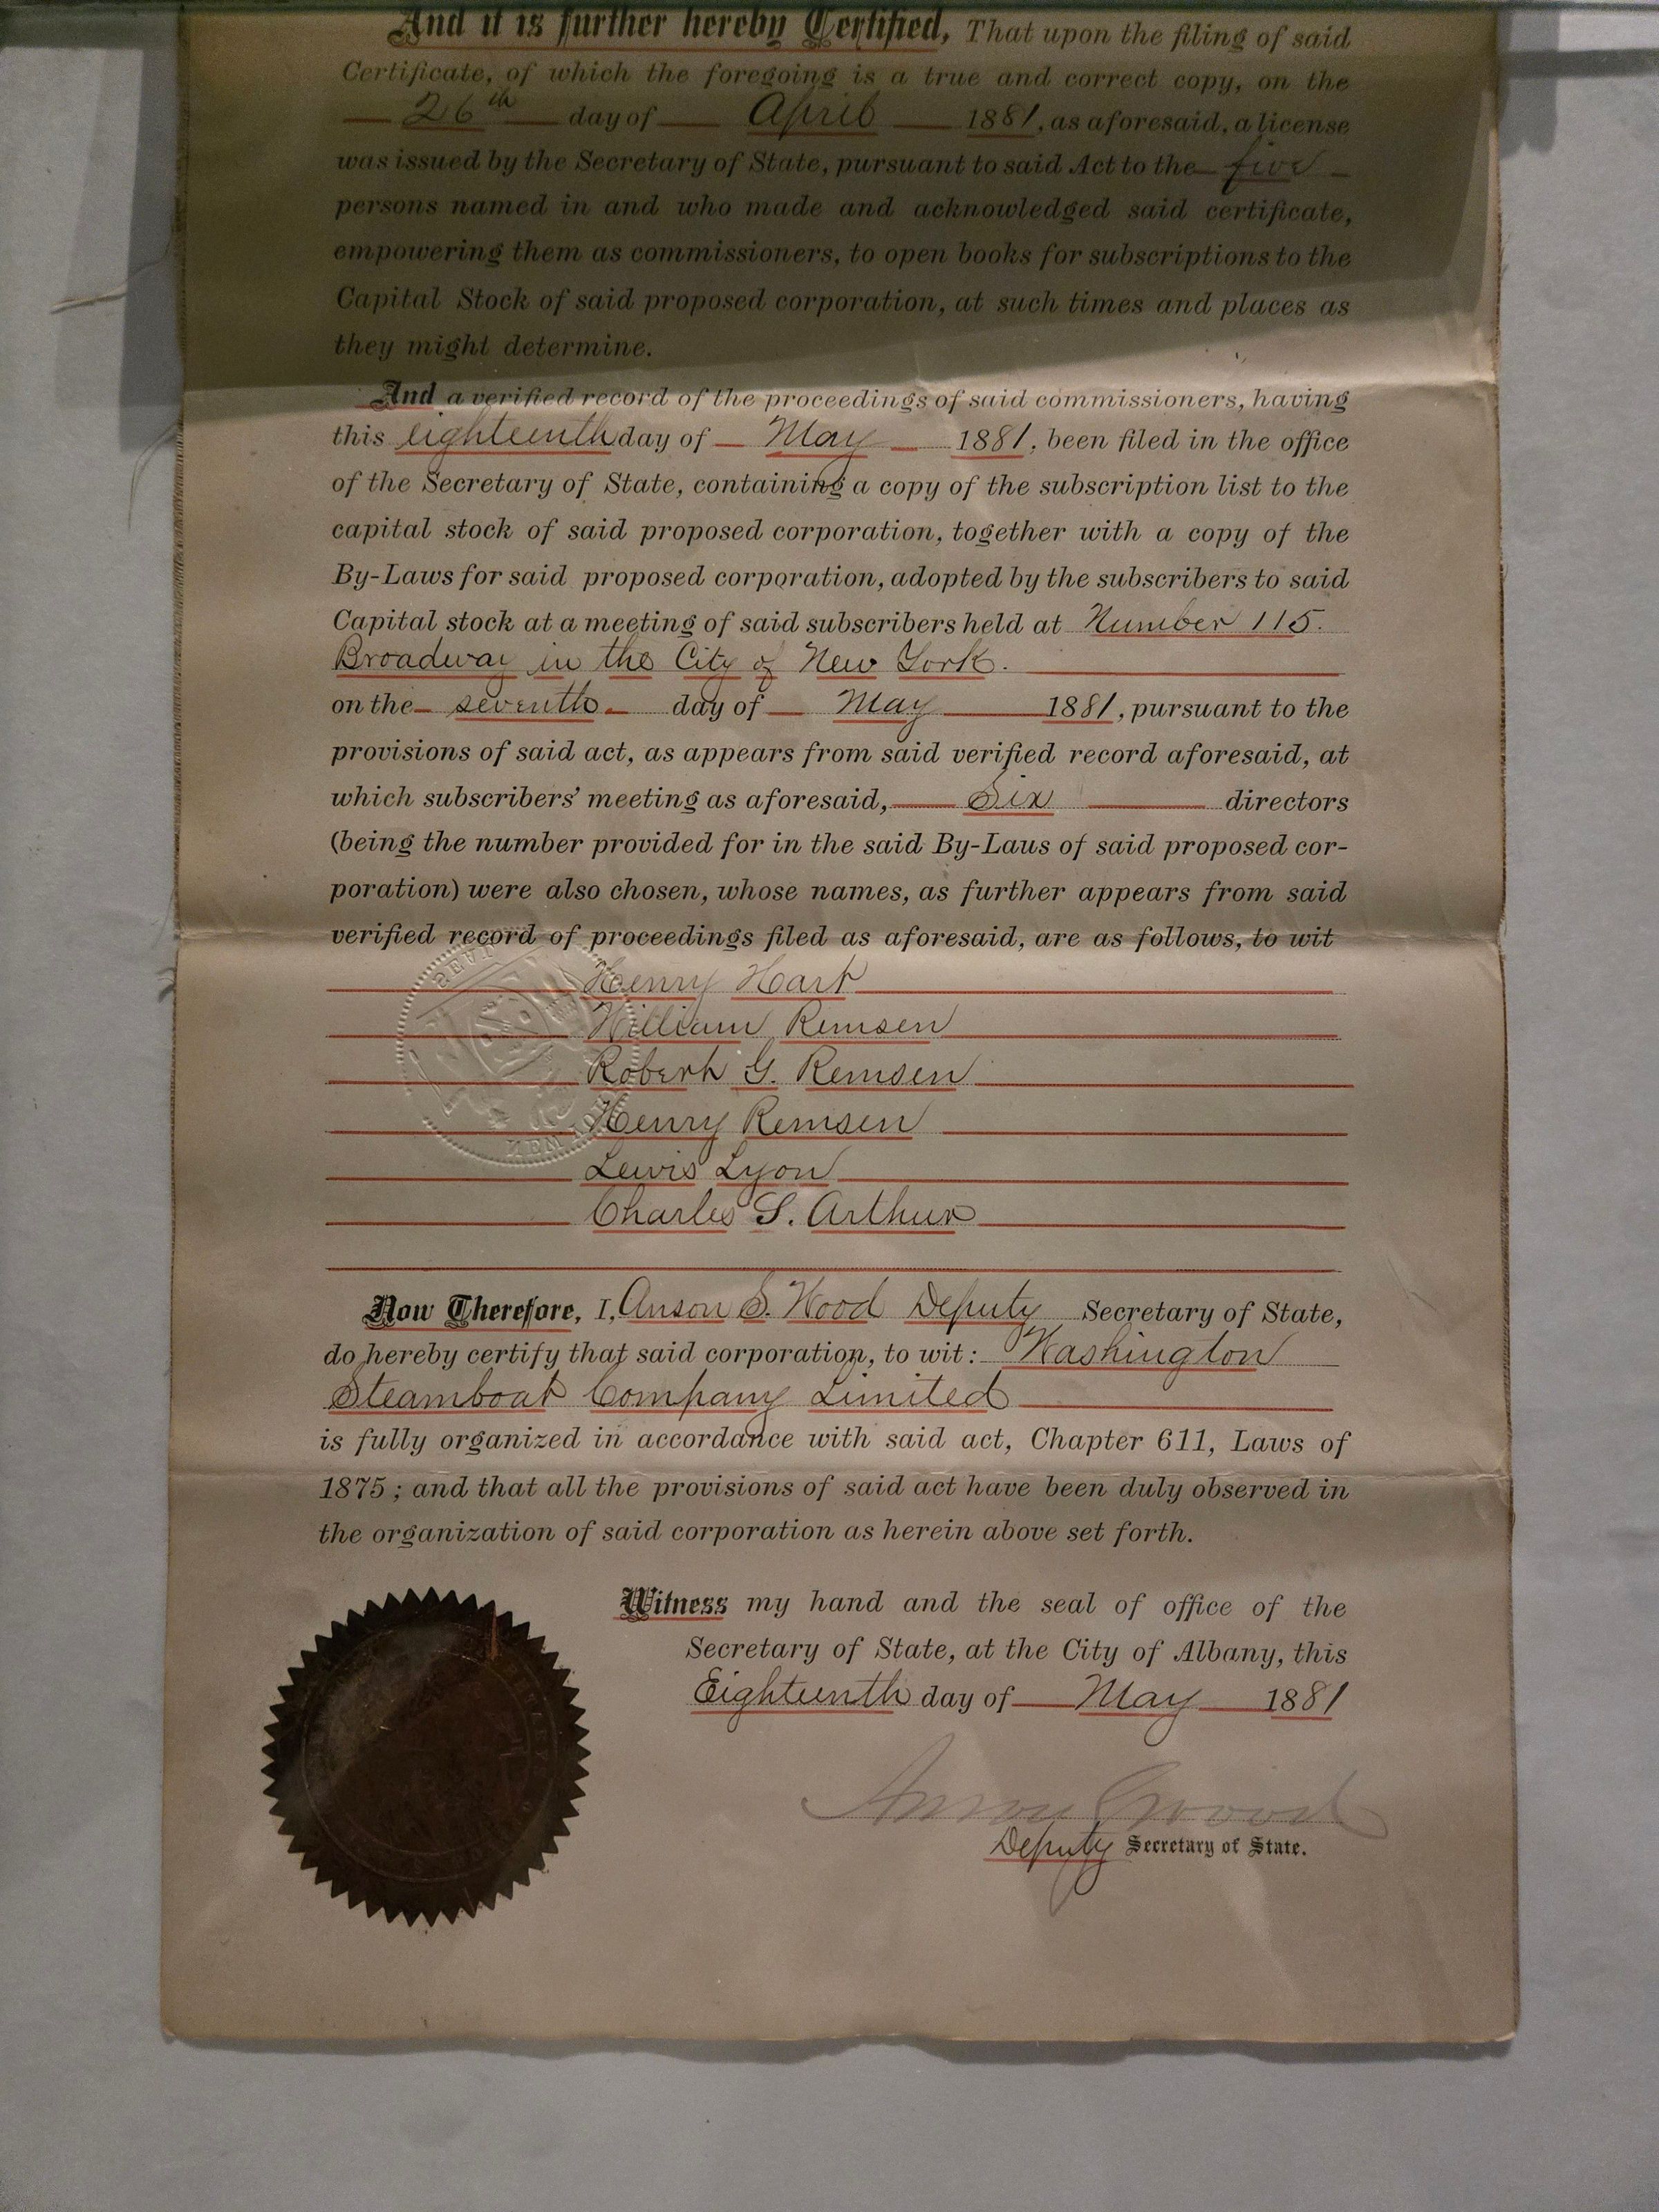 And it is further hereby Certified, That upon the filing of said
Certificate, of which the foregoing is a true and correct copy, on the
26th day of April 1881, as aforesaid, a license
was issued by the Secretary of State, pursuant to said Act to the five
persons named in and who made and acknowledged said certificate,
empowering them as commissioners, to open books for subscriptions to the
Capital Stock of said proposed corporation, at such times and places as
they might determine.
And a verified record of the proceedings of said commissioners, having
this eighteenth day of May 1881, been filed in the office
of the Secretary of State, containing a copy of the subscription list to the
capital stock of said proposed corporation, together with a copy of the
By-Laws for said proposed corporation, adopted by the subscribers to said
Capital stock at a meeting of said subscribers held at Number 115.
Broadway in the City of New York.
on the seventh day of May 1881, pursuant to the
provisions of said act, as appears from said verified record aforesaid, at
which subscribers' meeting as aforesaid, Six directors
(being the number provided for in the said By-Laws of said proposed cor-
poration) were also chosen, whose names, as further appears from said
verified record of proceedings filed as aforesaid, are as follows, to wit
Henry Hart
William Remsen
Robert G. Remsen
Henry Remsen
Lewis Lyon
Charles S. Arthur
Now Therefore, I, Anson S. Wood Deputy Secretary of State,
do hereby certify that said corporation, to wit: Washington
Steamboat Company Limited
is fully organized in accordance with said act, Chapter 611, Laws of
1875; and that all the provisions of said act have been duly observed in
the organization of said corporation as herein above set forth.
Witness my hand and the seal of office of the
Secretary of State, at the City of Albany, this
Eighteenth day of May 1881
Anson S Wood
Deputy Secretary of State.